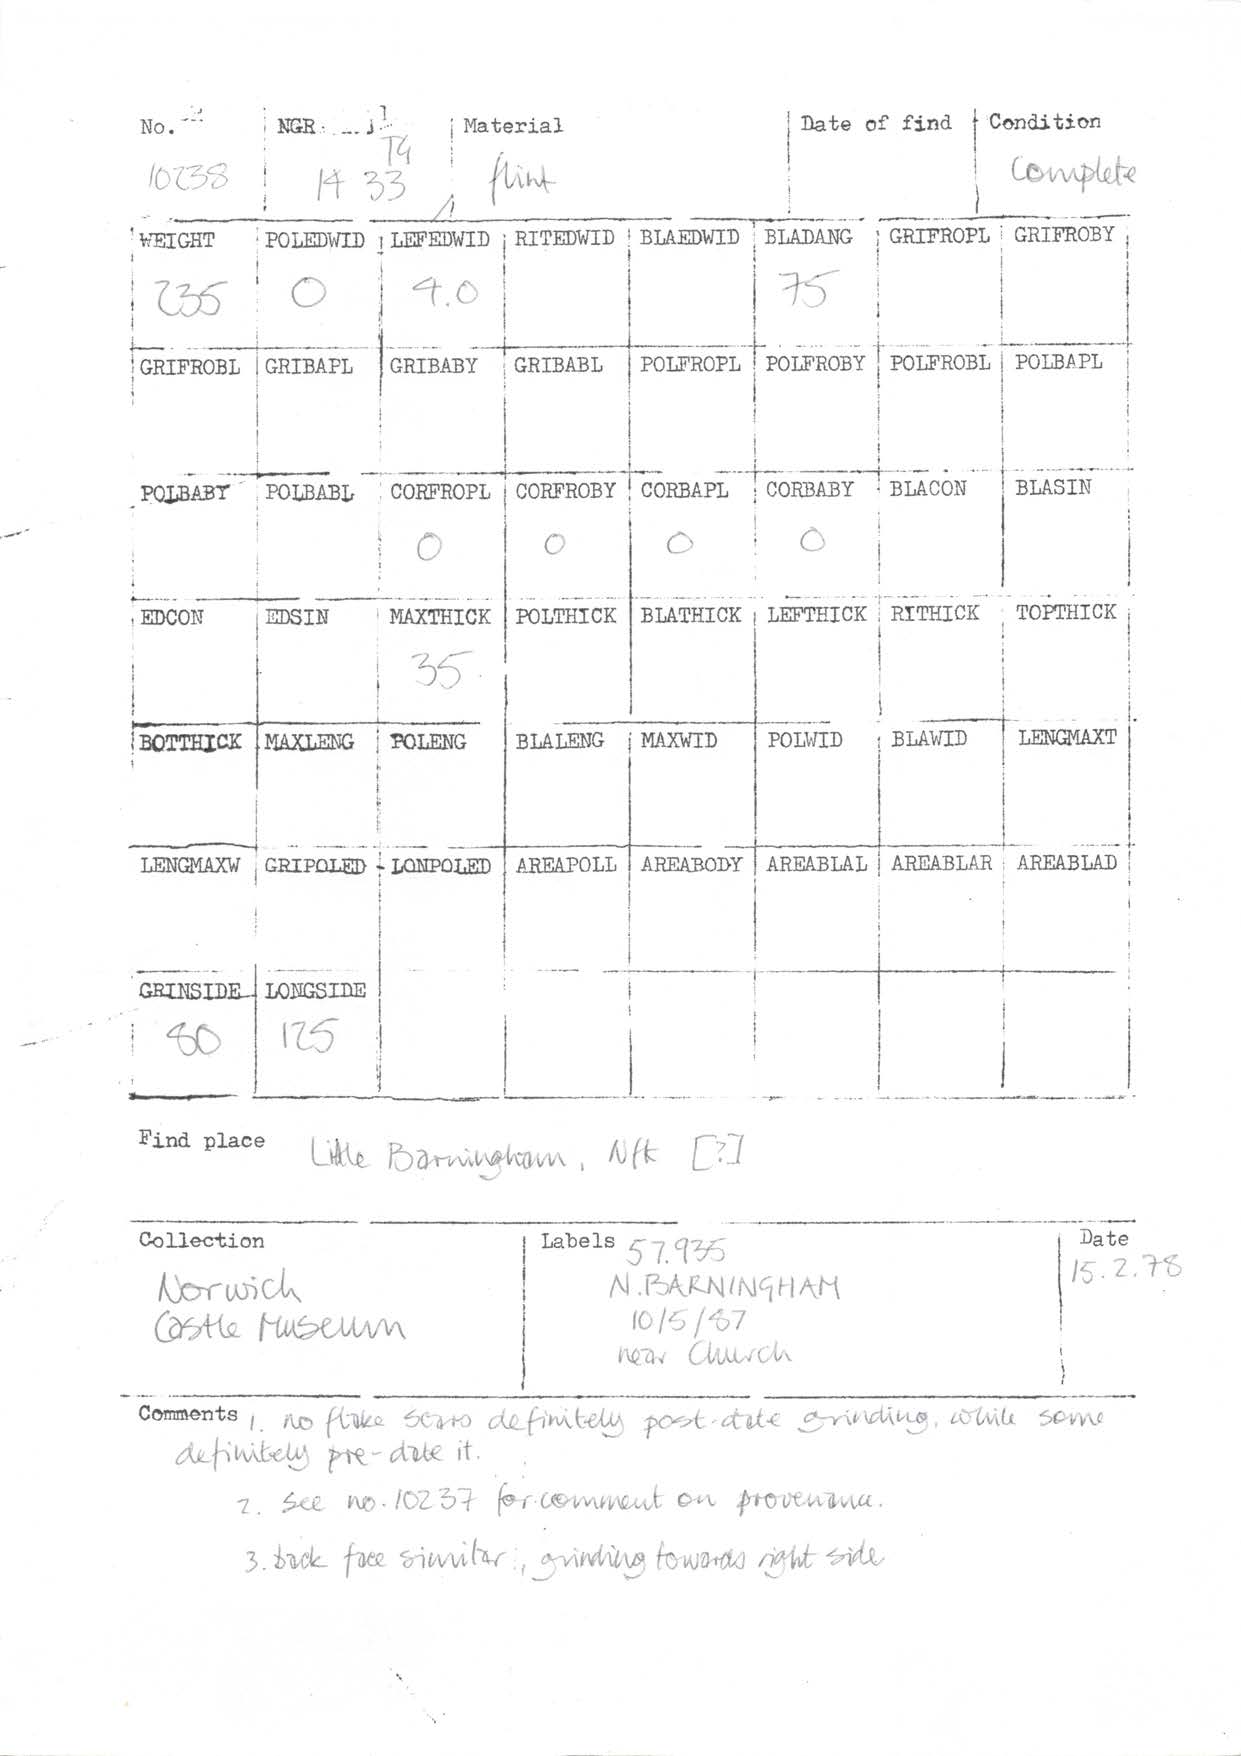 No. NGR Material Date of find Condition
TG
10238 14 33 flint Complete
WEIGHT POLEDWID LEFEDWID RITEDWID BLAEDWID BLADANG GRIFROPL GRIFROBY
235 0 4.0 75
GRIFROBL GRIBAPL GRIBABY GRIBABL POLFROPL POLFROBY POLFROBL POLBAPL
POLBABY POLBABL CORFROPL CORFROBY CORBAPL CORBABY BLACON BLASIN
0 0 0 0
EDCON EDSIN MAXTHICK POLTHICK BLATHICK LEFTHICK RITHICK TOPTHICK
35
BOTTHICK MAXLENG POLENG BLALENG MAXWID POLWID BLAWID LENGMAXT
LENGMAXW GRIPOLED LONPOLED AREAPOLL AREABODY AREABLAL AREABLAR AREABLAD
GRINSIDE LONGSIDE
80 125
Find place Little Barningham, Nfk [?]
Collection Labels 57.935 Date
15.2.78
Norwich N.BARNINGHAM
Castle Museum 10/5/87
near Church
Comments 1. no flake scars definitely post-date grinding, while some
definitely pre-date it.
2. See no. 10237 for comment on provenance.
3. back face similar, grinding towards right side